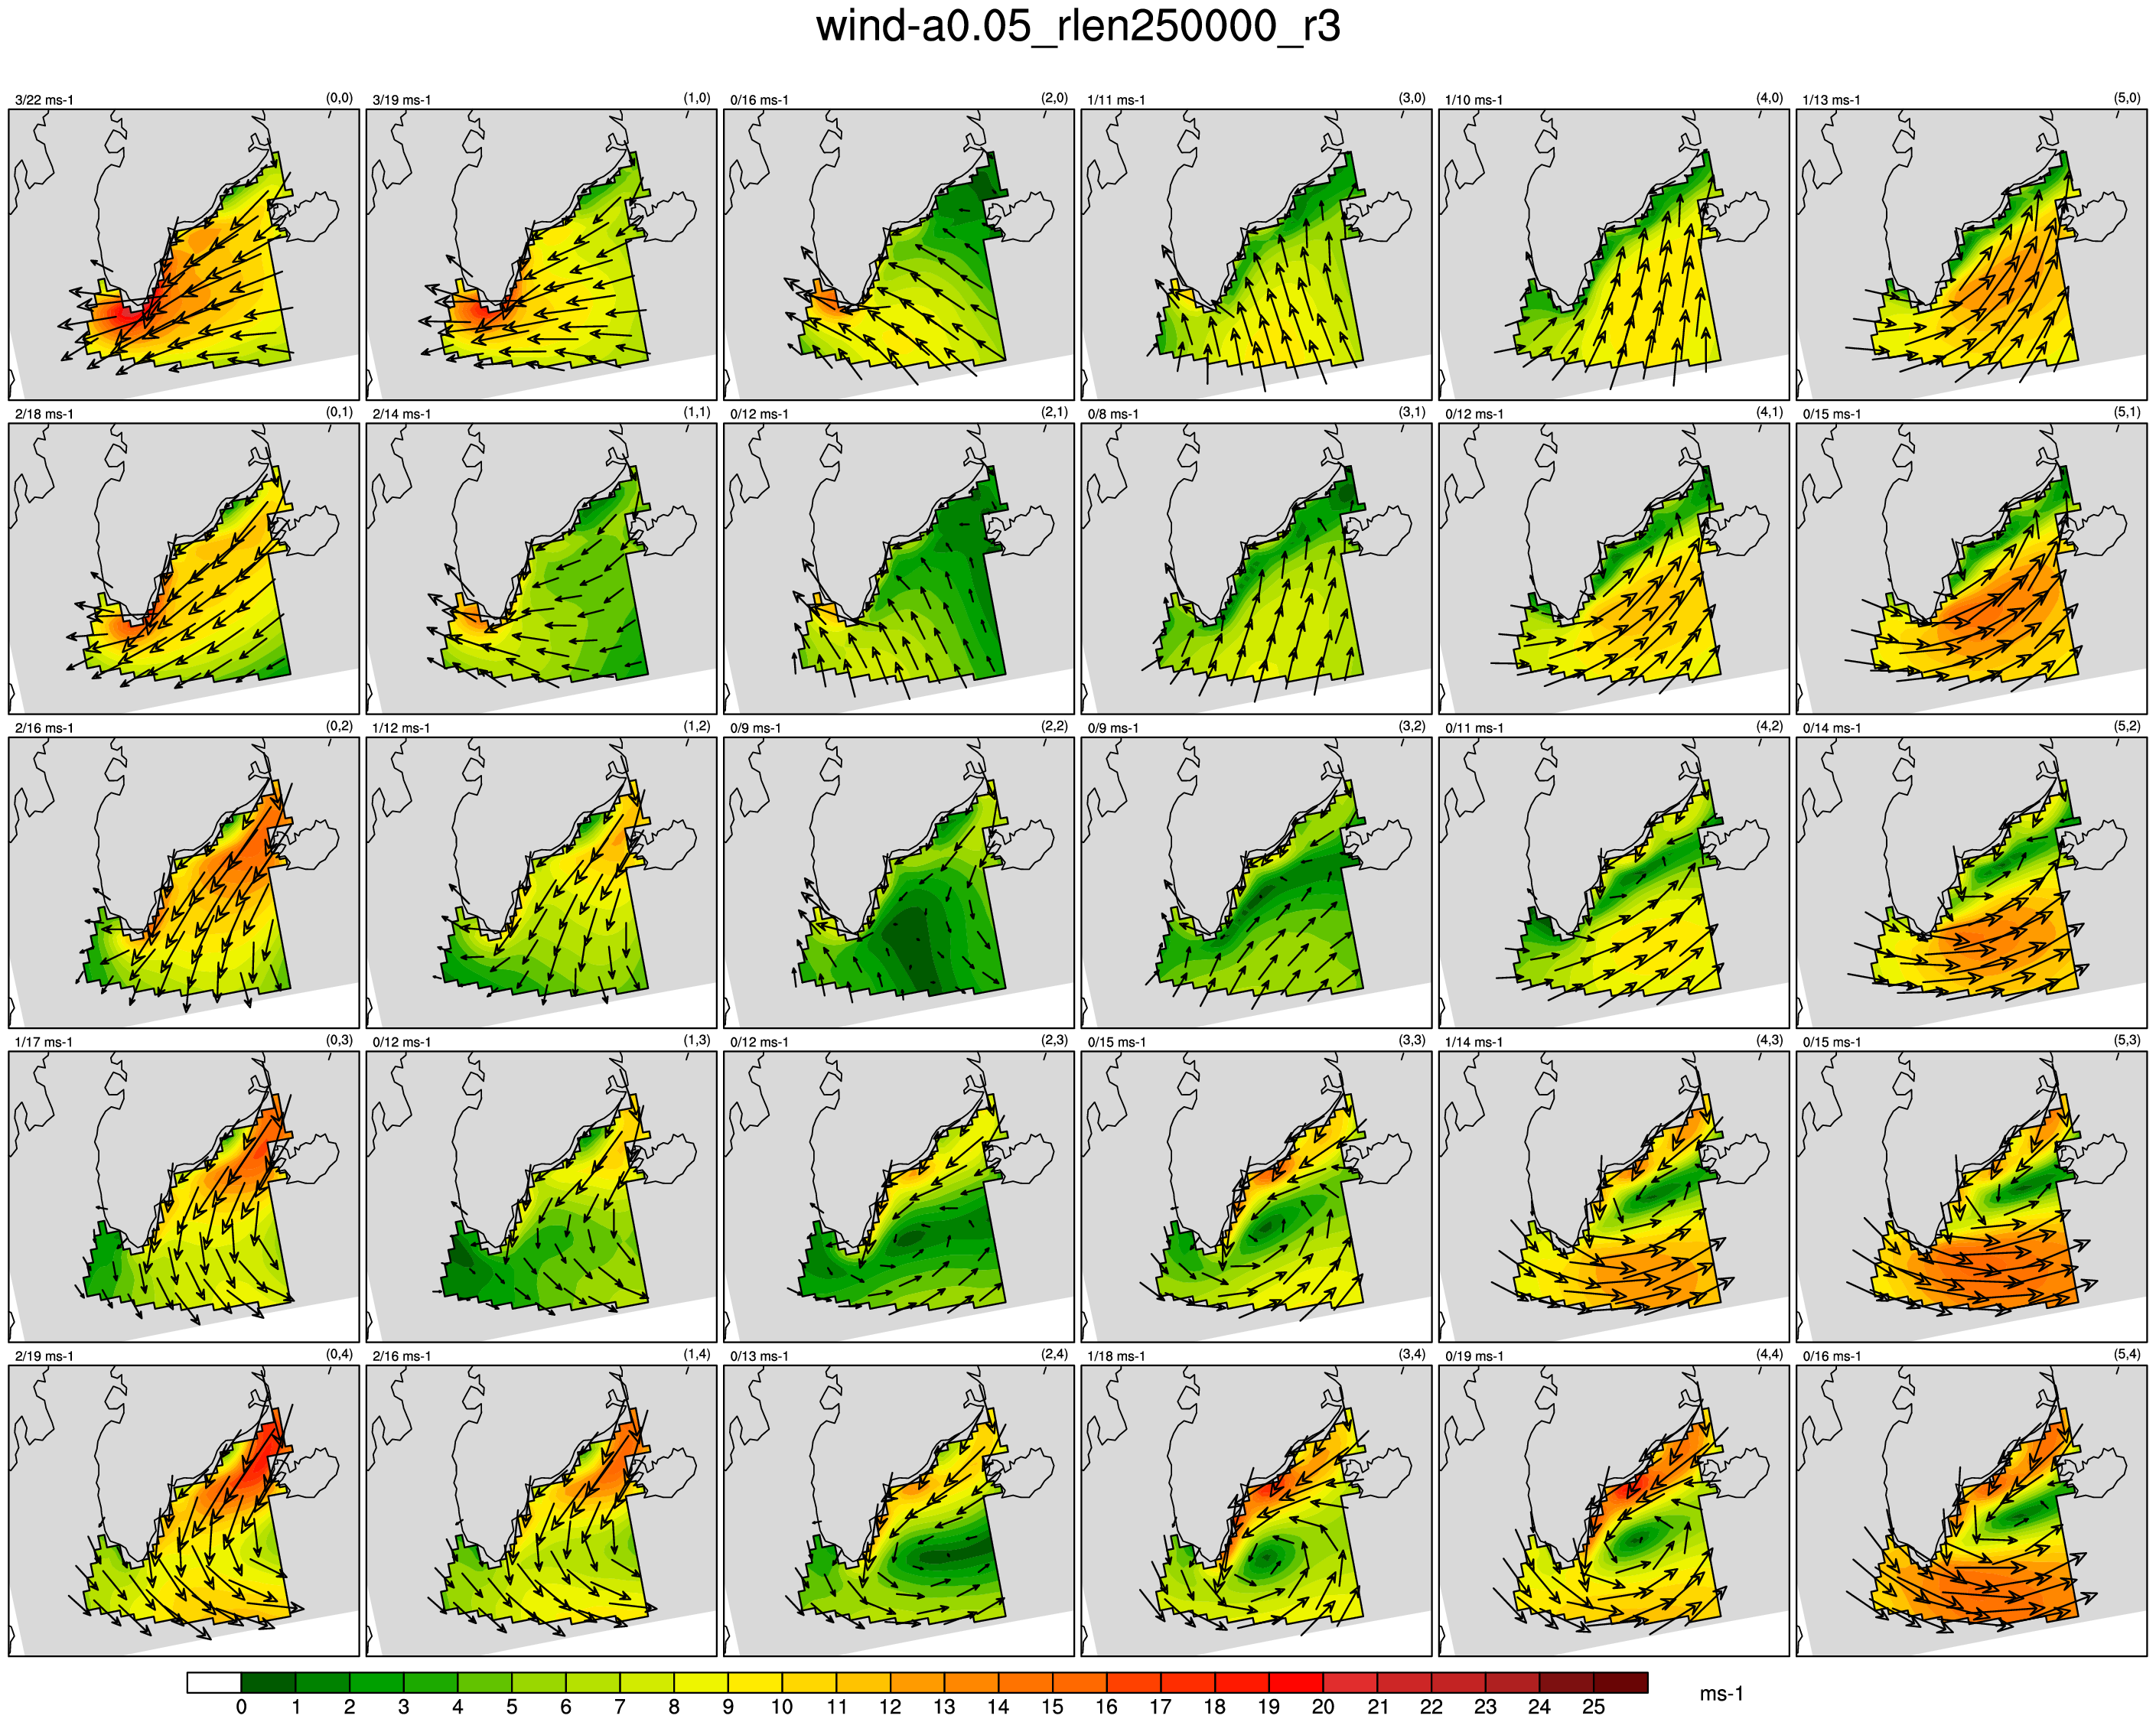 wind-a0.05_rlen250000_r3
3/22 ms-1 (0,0) 3/19 ms-1 (1,0) 0/16 ms-1 (2,0) 1/11 ms-1 (3,0) 1/10 ms-1 (4,0) 1/13 ms-1 (5,0)
2/18 ms-1 (0,1) 2/14 ms-1 (1,1) 0/12 ms-1 (2,1) 0/8 ms-1 (3,1) 0/12 ms-1 (4,1) 0/15 ms-1 (5,1)
2/16 ms-1 (0,2) 1/12 ms-1 (1,2) 0/9 ms-1 (2,2) 0/9 ms-1 (3,2) 0/11 ms-1 (4,2) 0/14 ms-1 (5,2)
1/17 ms-1 (0,3) 0/12 ms-1 (1,3) 0/12 ms-1 (2,3) 0/15 ms-1 (3,3) 1/14 ms-1 (4,3) 0/15 ms-1 (5,3)
2/19 ms-1 (0,4) 2/16 ms-1 (1,4) 0/13 ms-1 (2,4) 1/18 ms-1 (3,4) 0/19 ms-1 (4,4) 0/16 ms-1 (5,4)
0 1 2 3 4 5 6 7 8 9 10 11 12 13 14 15 16 17 18 19 20 21 22 23 24 25 ms-1